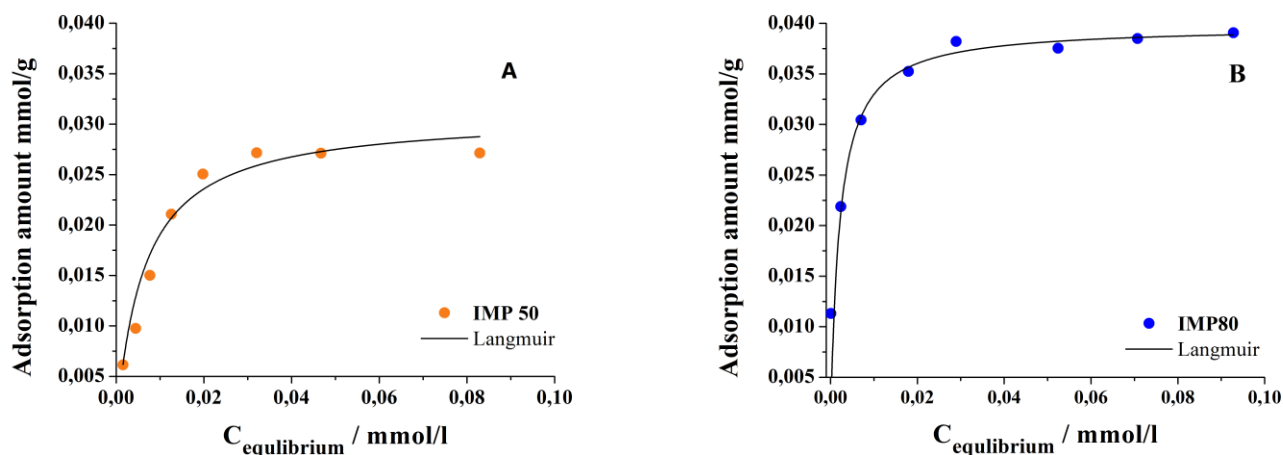 A
Adsorption amount mmol/g
0,040
0,035
0,030
0,025
0,020
0,015
0,010
0,005
0,00
0,02
0,04
0,06
0,08
0,10
C equlibrium / mmol/l
IMP 50
Langmuir
B
Adsorption amount mmol/g
0,040
0,035
0,030
0,025
0,020
0,015
0,010
0,005
0,00
0,02
0,04
0,06
0,08
0,10
C equlibrium / mmol/l
IMP80
Langmuir